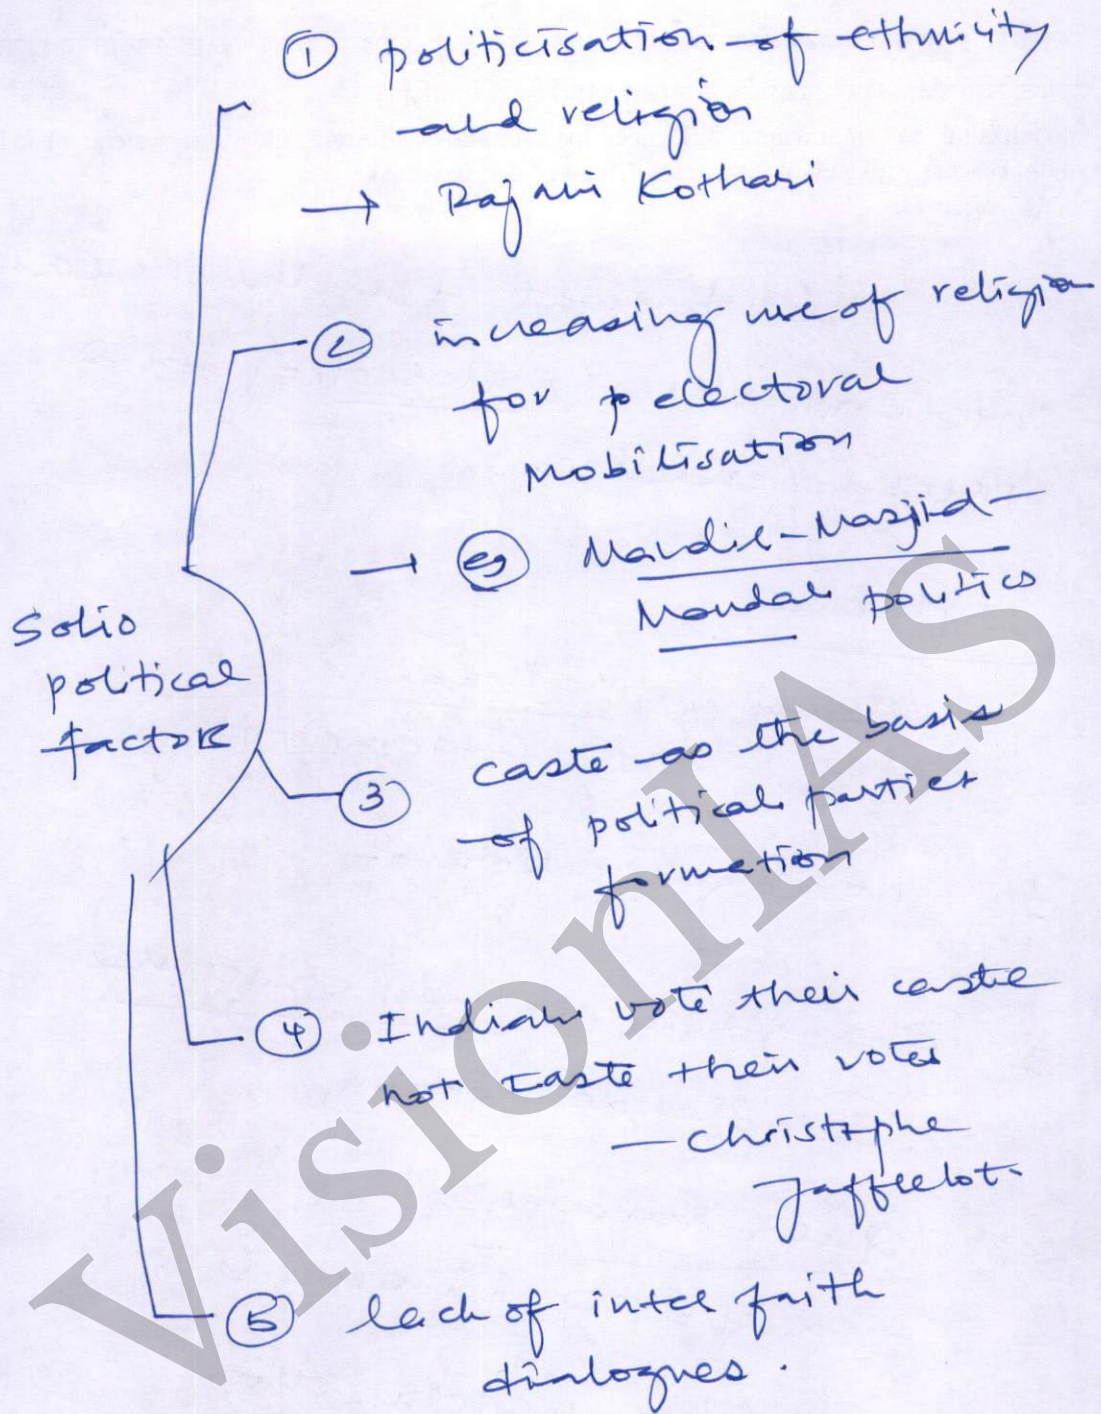 ① politicisation of ethnicity
and religion
→ Rajni Kothari
② increasing use of religion
for p electoral
Mobilisation
→ eg Mandir-Masjid-
Mandal politics
Socio
political
factors
③ caste as the basis
of political parties
formation
④ Indians vote their caste
not caste their votes
— Christophe
Jaffrelot.
⑤ lack of inter faith
dialogues.
VisionIAS